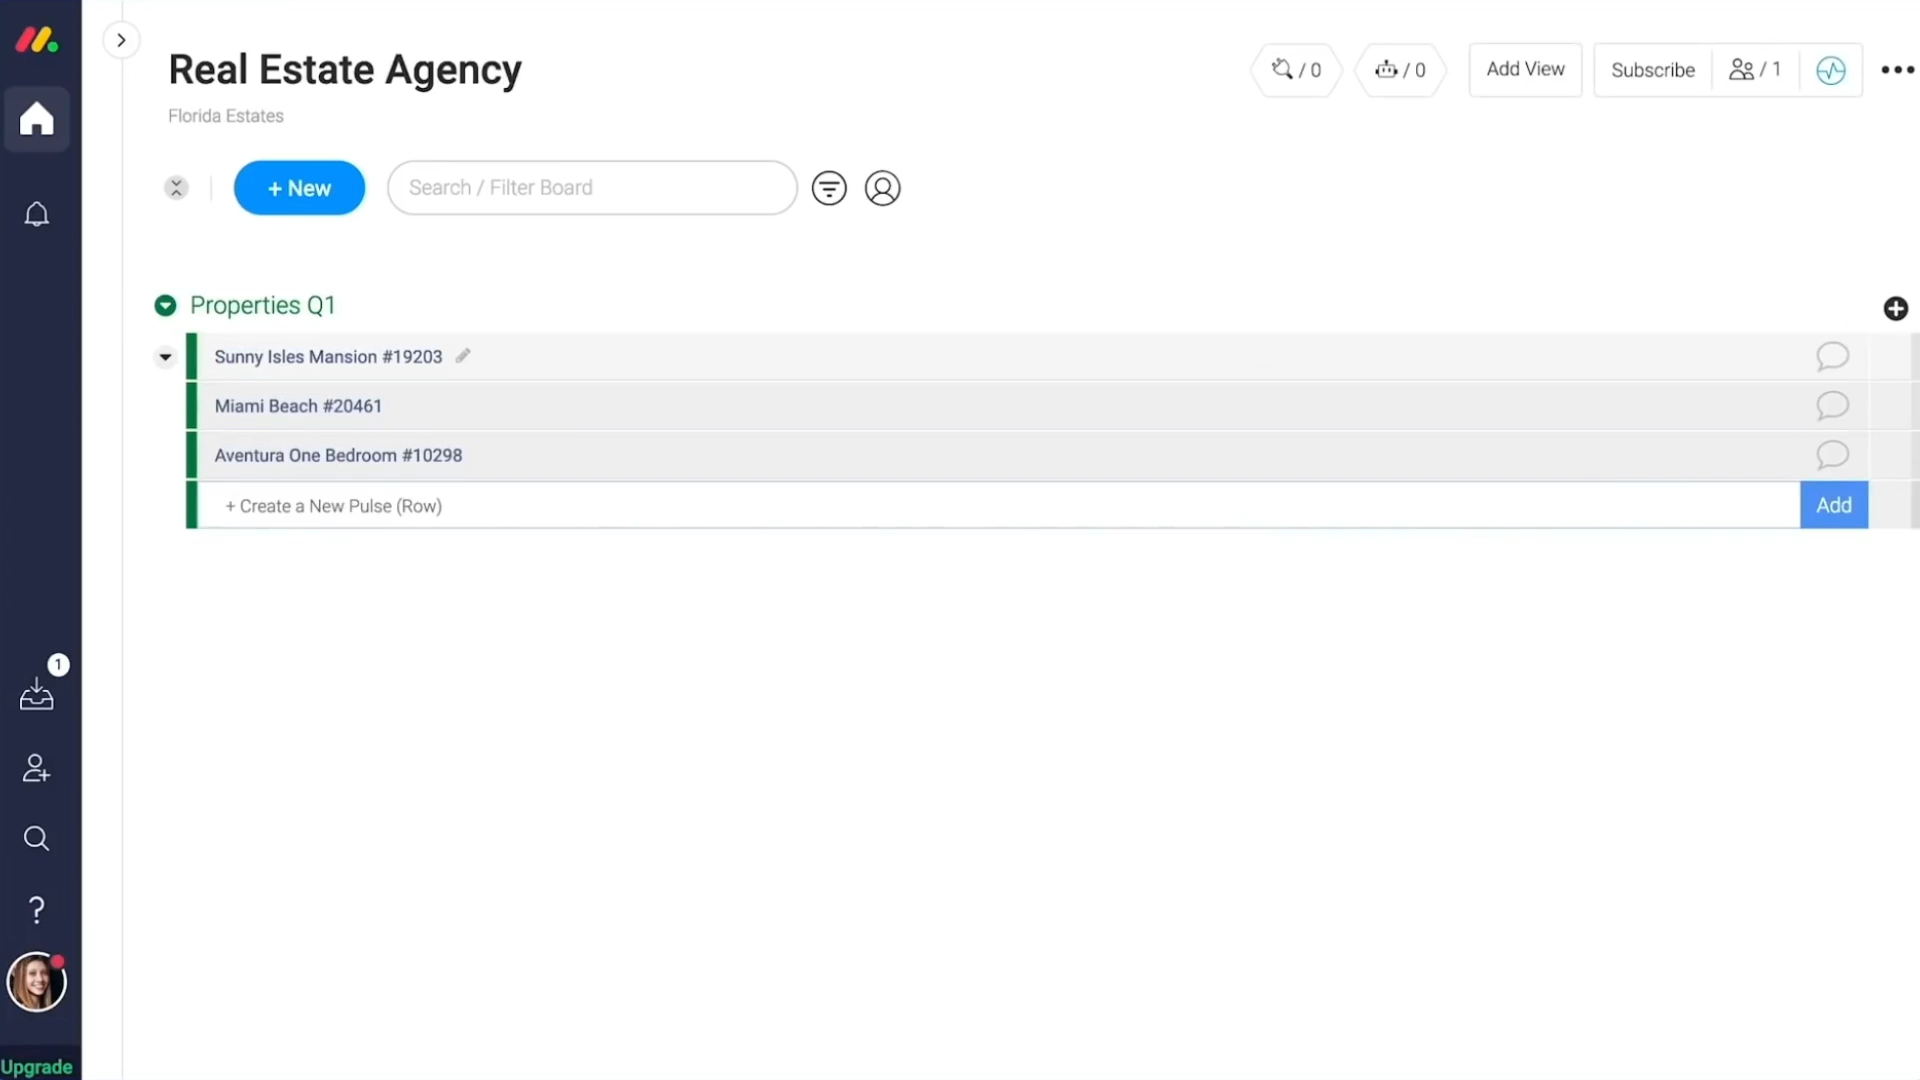 Real Estate Agency
Florida Estates
/ 0
/ 0
Add View
Subscribe
/ 1
+ New
Search / Filter Board
Properties Q1
Sunny Isles Mansion #19203
Miami Beach #20461
Aventura One Bedroom #10298
+ Create a New Pulse (Row)
Add
1
?
Upgrade